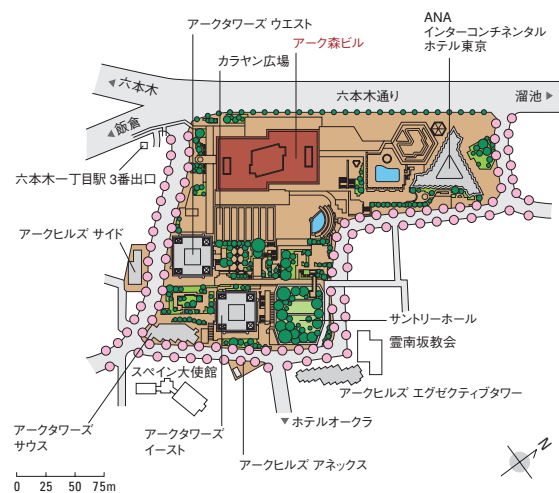 アークタワーズ ウエスト
アーク森ビル
カラヤン広場
ANA
インターコンチネンタル
ホテル東京
六本木
六本木通り
溜池
飯倉
六本木一丁目駅 3番出口
アークヒルズ サイド
サントリーホール
霊南坂教会
スペイン大使館
アークヒルズ エグゼクティブタワー
ホテルオークラ
アークタワーズ
サウス
アークタワーズ
イースト
アークヒルズ アネックス
N
0 25 50 75m